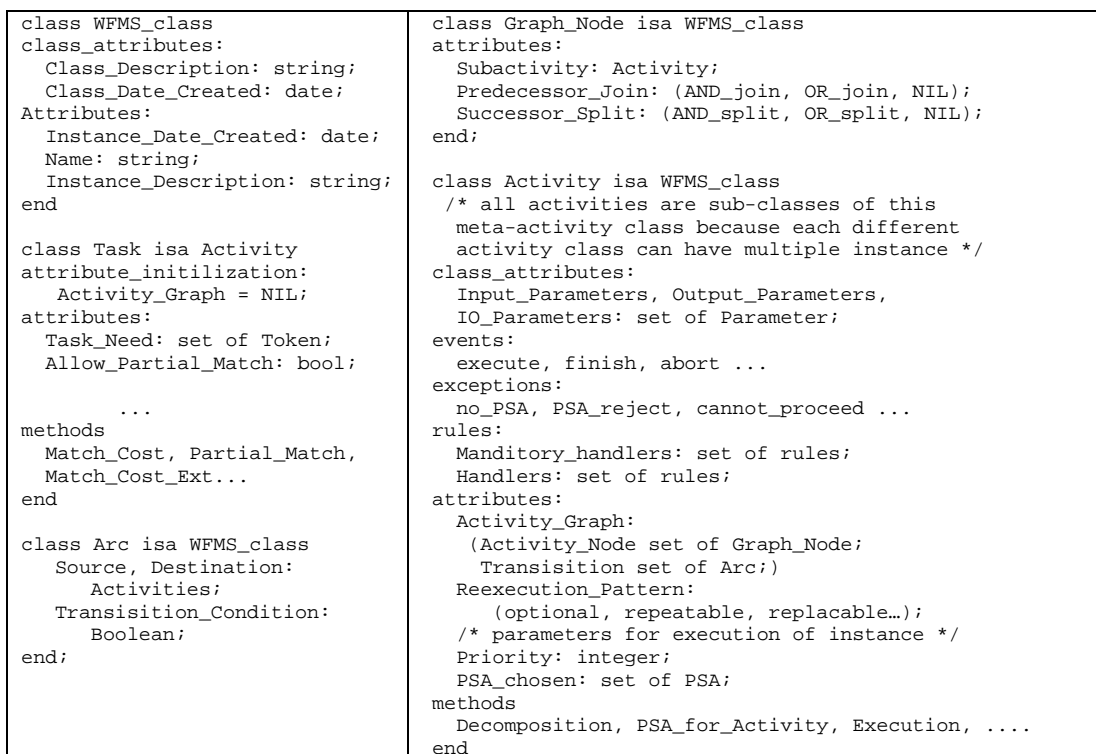 class WFMS_class
class_attributes:
Class_Description: string;
Class_Date_Created: date;
Attributes:
Instance_Date_Created: date;
Name: string;
Instance_Description: string;
end
class Task isa Activity
attribute_initilization:
Activity_Graph = NIL;
attributes:
Task_Need: set of Token;
Allow_Partial_Match: bool;
...
methods
Match_Cost, Partial_Match,
Match_Cost_Ext...
end
class Arc isa WFMS_class
Source, Destination:
Activities;
Transisition_Condition:
Boolean;
end;
class Graph_Node isa WFMS_class
attributes:
Subactivity: Activity;
Predecessor_Join: (AND_join, OR_join, NIL);
Successor_Split: (AND_split, OR_split, NIL);
end;
class Activity isa WFMS_class
/* all activities are sub-classes of this
meta-activity class because each different
activity class can have multiple instance */
class_attributes:
Input_Parameters, Output_Parameters,
IO_Parameters: set of Parameter;
events:
execute, finish, abort ...
exceptions:
no_PSA, PSA_reject, cannot_proceed ...
rules:
Manditory_handlers: set of rules;
Handlers: set of rules;
attributes:
Activity_Graph:
(Activity_Node set of Graph_Node;
Transisition set of Arc;)
Reexecution_Pattern:
(optional, repeatable, replacable…);
/* parameters for execution of instance */
Priority: integer;
PSA_chosen: set of PSA;
methods
Decomposition, PSA_for_Activity, Execution, ....
end